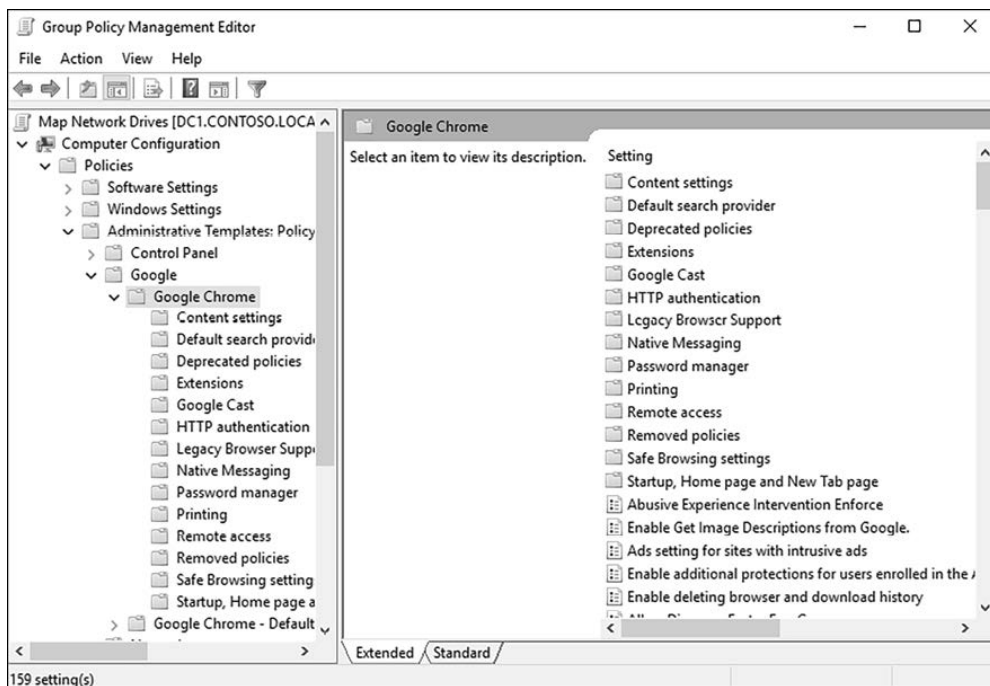 Group Policy Management Editor
File Action View Help
Map Network Drives [DC1.CONTOSO.LOCA
Computer Configuration
Policies
Software Settings
Windows Settings
Administrative Templates: Policy
Control Panel
Google
Google Chrome
Content settings
Default search provid
Deprecated policies
Extensions
Google Cast
HTTP authentication
Legacy Browser Supp
Native Messaging
Password manager
Printing
Remote access
Removed policies
Safe Browsing setting
Startup, Home page a
Google Chrome - Default
Google Chrome
Select an item to view its description.
Setting
Content settings
Default search provider
Deprecated policies
Extensions
Google Cast
HTTP authentication
Legacy Browser Support
Native Messaging
Password manager
Printing
Remote access
Removed policies
Safe Browsing settings
Startup, Home page and New Tab page
Abusive Experience Intervention Enforce
Enable Get Image Descriptions from Google.
Ads setting for sites with intrusive ads
Enable additional protections for users enrolled in the
Enable deleting browser and download history
Extended Standard
159 setting(s)